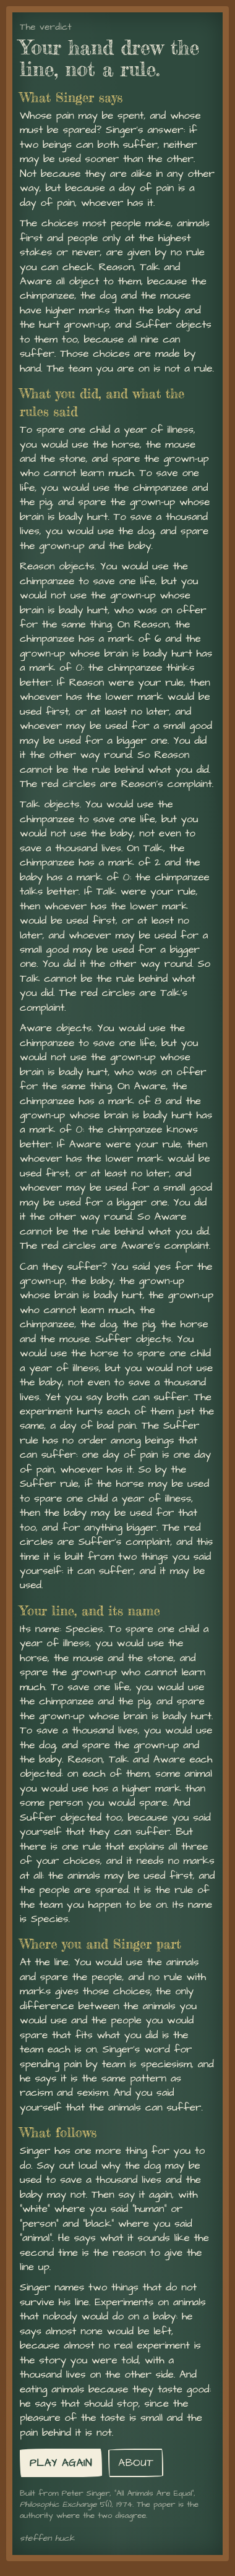 The verdict
Your hand drew the
line, not a rule.
What Singer says
Whose pain may be spent, and whose
must be spared? Singer's answer: if
two beings can both suffer, neither
may be used sooner than the other.
Not because they are alike in any other
way, but because a day of pain is a
day of pain, whoever has it.
The choices most people make, animals
first and people only at the highest
stakes or never, are given by no rule
you can check. Reason, Talk and
Aware all object to them, because the
chimpanzee, the dog and the mouse
have higher marks than the baby and
the hurt grown-up, and Suffer objects
to them too, because all nine can
suffer. Those choices are made by
hand. The team you are on is not a rule.
What you did, and what the
rules said
To spare one child a year of illness,
you would use the horse, the mouse
and the stone, and spare the grown-up
who cannot learn much. To save one
life, you would use the chimpanzee and
the pig, and spare the grown-up whose
brain is badly hurt. To save a thousand
lives, you would use the dog, and spare
the grown-up and the baby.
Reason objects. You would use the
chimpanzee to save one life, but you
would not use the grown-up whose
brain is badly hurt, who was on offer
for the same thing. On Reason, the
chimpanzee has a mark of 6 and the
grown-up whose brain is badly hurt has
a mark of 0: the chimpanzee thinks
better. If Reason were your rule, then
whoever has the lower mark would be
used first, or at least no later, and
whoever may be used for a small good
may be used for a bigger one. You did
it the other way round. So Reason
cannot be the rule behind what you did.
The red circles are Reason's complaint.
Talk objects. You would use the
chimpanzee to save one life, but you
would not use the baby, not even to
save a thousand lives. On Talk, the
chimpanzee has a mark of 2 and the
baby has a mark of 0: the chimpanzee
talks better. If Talk were your rule,
then whoever has the lower mark
would be used first, or at least no
later, and whoever may be used for a
small good may be used for a bigger
one. You did it the other way round. So
Talk cannot be the rule behind what
you did. The red circles are Talk's
complaint.
Aware objects. You would use the
chimpanzee to save one life, but you
would not use the grown-up whose
brain is badly hurt, who was on offer
for the same thing. On Aware, the
chimpanzee has a mark of 8 and the
grown-up whose brain is badly hurt has
a mark of 0: the chimpanzee knows
better. If Aware were your rule, then
whoever has the lower mark would be
used first, or at least no later, and
whoever may be used for a small good
may be used for a bigger one. You did
it the other way round. So Aware
cannot be the rule behind what you did.
The red circles are Aware's complaint.
Can they suffer? You said yes for the
grown-up, the baby, the grown-up
whose brain is badly hurt, the grown-up
who cannot learn much, the
chimpanzee, the dog, the pig, the horse
and the mouse. Suffer objects. You
would use the horse to spare one child
a year of illness, but you would not use
the baby, not even to save a thousand
lives. Yet you say both can suffer. The
experiment hurts each of them just the
same, a day of bad pain. The Suffer
rule has no order among beings that
can suffer: one day of pain is one day
of pain, whoever has it. So by the
Suffer rule, if the horse may be used
to spare one child a year of illness,
then the baby may be used for that
too, and for anything bigger. The red
circles are Suffer's complaint, and this
time it is built from two things you said
yourself: it can suffer, and it may be
used.
Your line, and its name
Its name: Species. To spare one child a
year of illness, you would use the
horse, the mouse and the stone, and
spare the grown-up who cannot learn
much. To save one life, you would use
the chimpanzee and the pig, and spare
the grown-up whose brain is badly hurt.
To save a thousand lives, you would use
the dog, and spare the grown-up and
the baby. Reason, Talk and Aware each
objected: on each of them, some animal
you would use has a higher mark than
some person you would spare. And
Suffer objected too, because you said
yourself that they can suffer. But
there is one rule that explains all three
of your choices, and it needs no marks
at all: the animals may be used first, and
the people are spared. It is the rule of
the team you happen to be on. Its name
is Species.
Where you and Singer part
At the line. You would use the animals
and spare the people, and no rule with
marks gives those choices; the only
difference between the animals you
would use and the people you would
spare that fits what you did is the
team each is on. Singer's word for
spending pain by team is speciesism, and
he says it is the same pattern as
racism and sexism. And you said
yourself that the animals can suffer.
What follows
Singer has one more thing for you to
do. Say out loud why the dog may be
used to save a thousand lives and the
baby may not. Then say it again, with
"white" where you said "human" or
"person" and "black" where you said
"animal". He says what it sounds like the
second time is the reason to give the
line up.
Singer names two things that do not
survive his line. Experiments on animals
that nobody would do on a baby: he
says almost none would be left,
because almost no real experiment is
the story you were told, with a
thousand lives on the other side. And
eating animals because they taste good:
he says that should stop, since the
pleasure of the taste is small and the
pain behind it is not.
PLAY AGAIN ABOUT
Built from Peter Singer, "All Animals Are Equal",
Philosophic Exchange 5(1), 1974. The paper is the
authority where the two disagree.
steffen huck